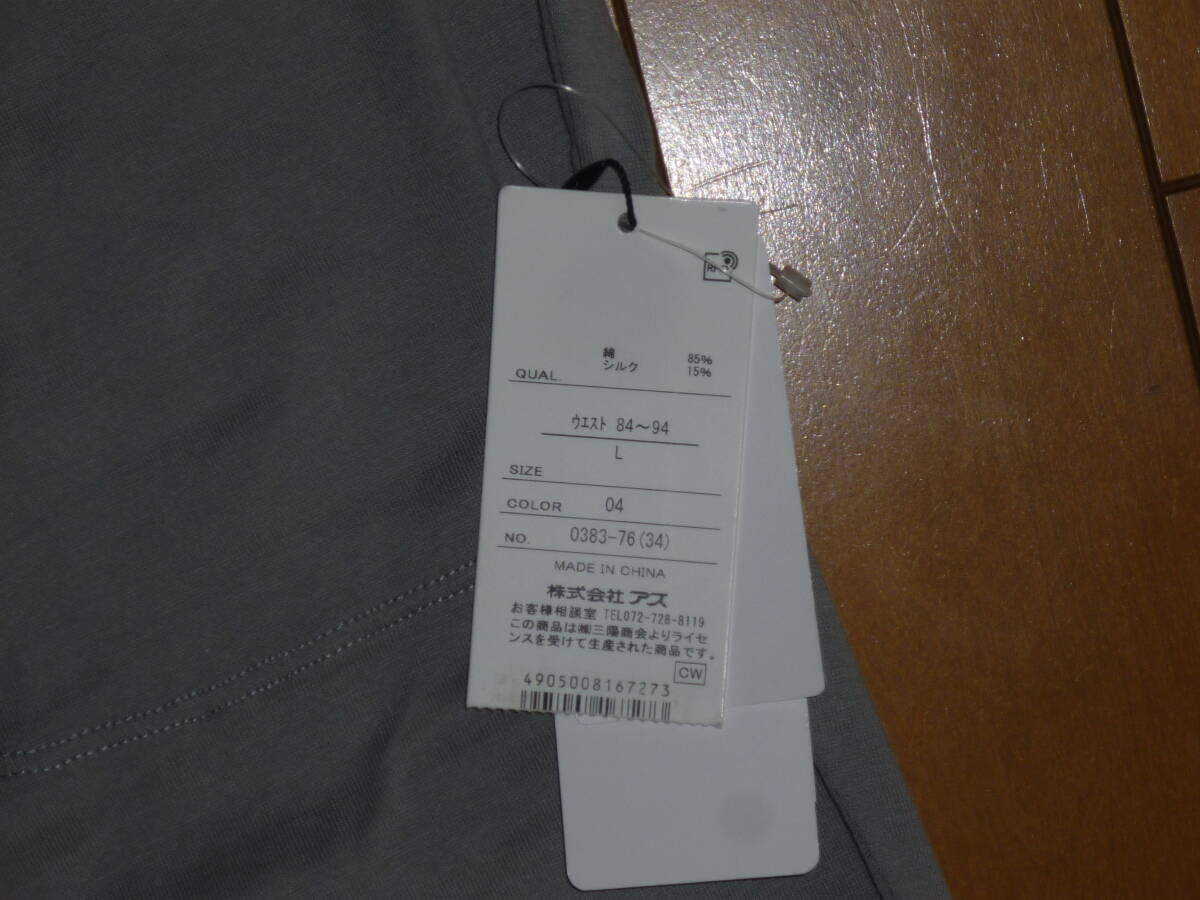 綿 85%
シルク 15%
QUAL.
ウエスト 84～94
L
SIZE
COLOR 04
NO. 0383-76(34)
MADE IN CHINA
株式会社 アズ
お客様相談室 TEL072-728-8119
この商品は㈱三陽商会よりライセ
ンスを受けて生産された商品です。
CW
4905008167273